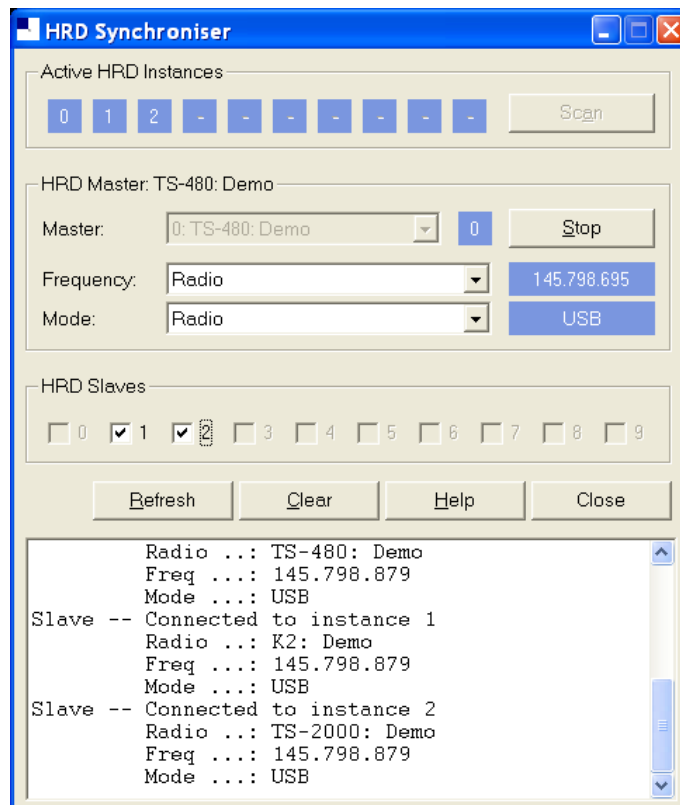 HRD Synchroniser
Active HRD Instances
0 1 2 - - - - - - - Scan
HRD Master: TS-480: Demo
Master: 0: TS-480: Demo 0 Stop
Frequency: Radio 145.798.695
Mode: Radio USB
HRD Slaves
0 1 2 3 4 5 6 7 8 9
Refresh Clear Help Close
Radio ..: TS-480: Demo
Freq ...: 145.798.879
Mode ...: USB
Slave -- Connected to instance 1
Radio ..: K2: Demo
Freq ...: 145.798.879
Mode ...: USB
Slave -- Connected to instance 2
Radio ..: TS-2000: Demo
Freq ...: 145.798.879
Mode ...: USB